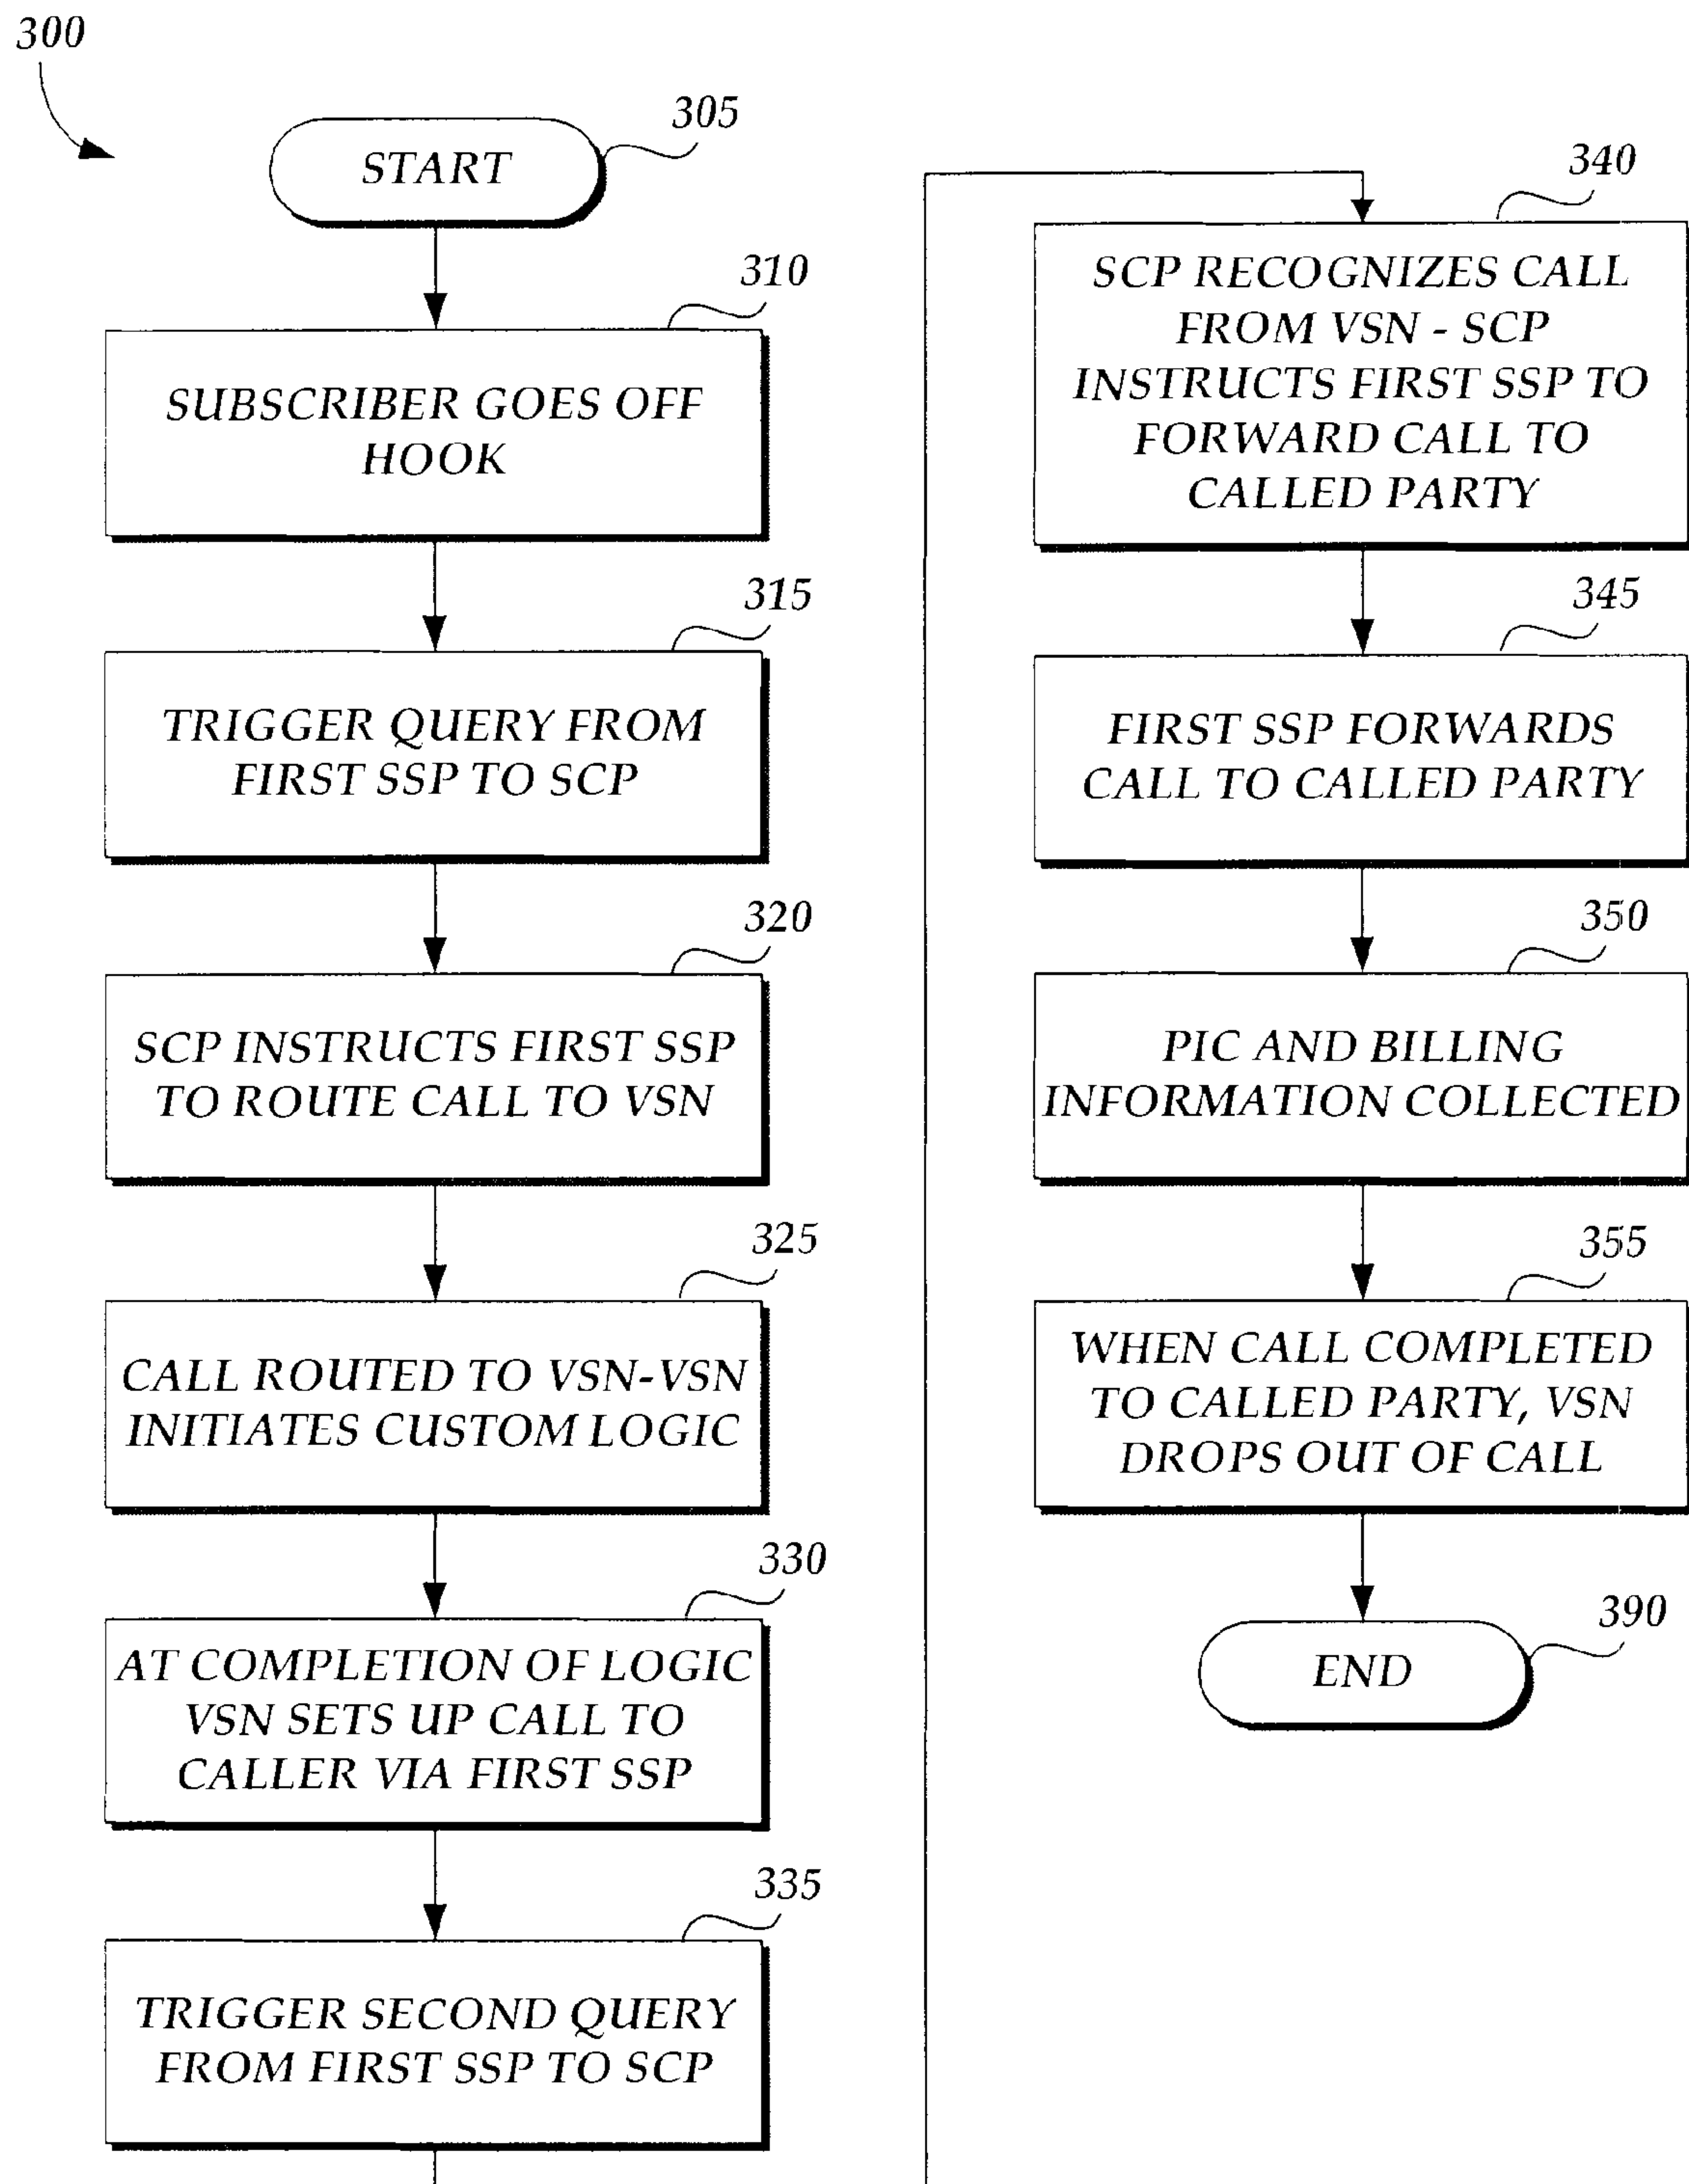 300
305
START
310
SUBSCRIBER GOES OFF
HOOK
315
TRIGGER QUERY FROM
FIRST SSP TO SCP
320
SCP INSTRUCTS FIRST SSP
TO ROUTE CALL TO VSN
325
CALL ROUTED TO VSN-VSN
INITIATES CUSTOM LOGIC
330
AT COMPLETION OF LOGIC
VSN SETS UP CALL TO
CALLER VIA FIRST SSP
335
TRIGGER SECOND QUERY
FROM FIRST SSP TO SCP
340
SCP RECOGNIZES CALL
FROM VSN - SCP
INSTRUCTS FIRST SSP TO
FORWARD CALL TO
CALLED PARTY
345
FIRST SSP FORWARDS
CALL TO CALLED PARTY
350
PIC AND BILLING
INFORMATION COLLECTED
355
WHEN CALL COMPLETED
TO CALLED PARTY, VSN
DROPS OUT OF CALL
390
END